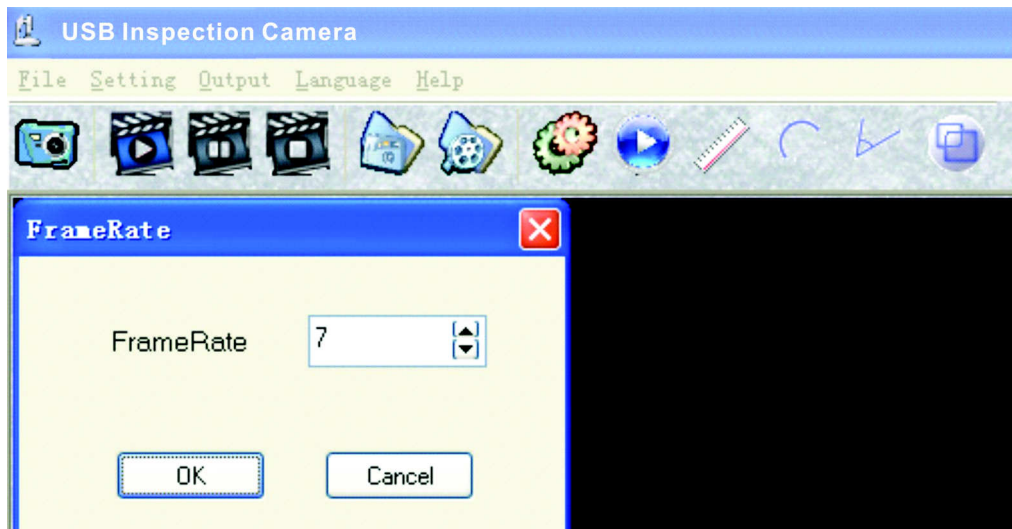 USB Inspection Camera
File Setting Output Language Help
FrameRate
FrameRate 7
OK Cancel